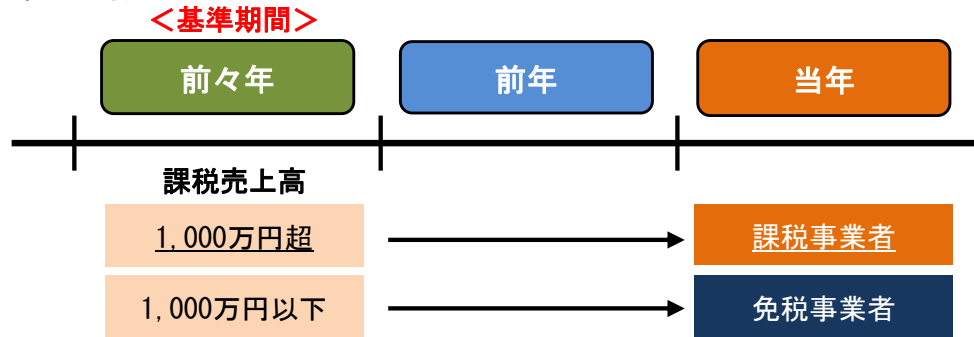 ＜基準期間＞
前々年
前年
当年
課税売上高
1,000万円超
課税事業者
1,000万円以下
免税事業者